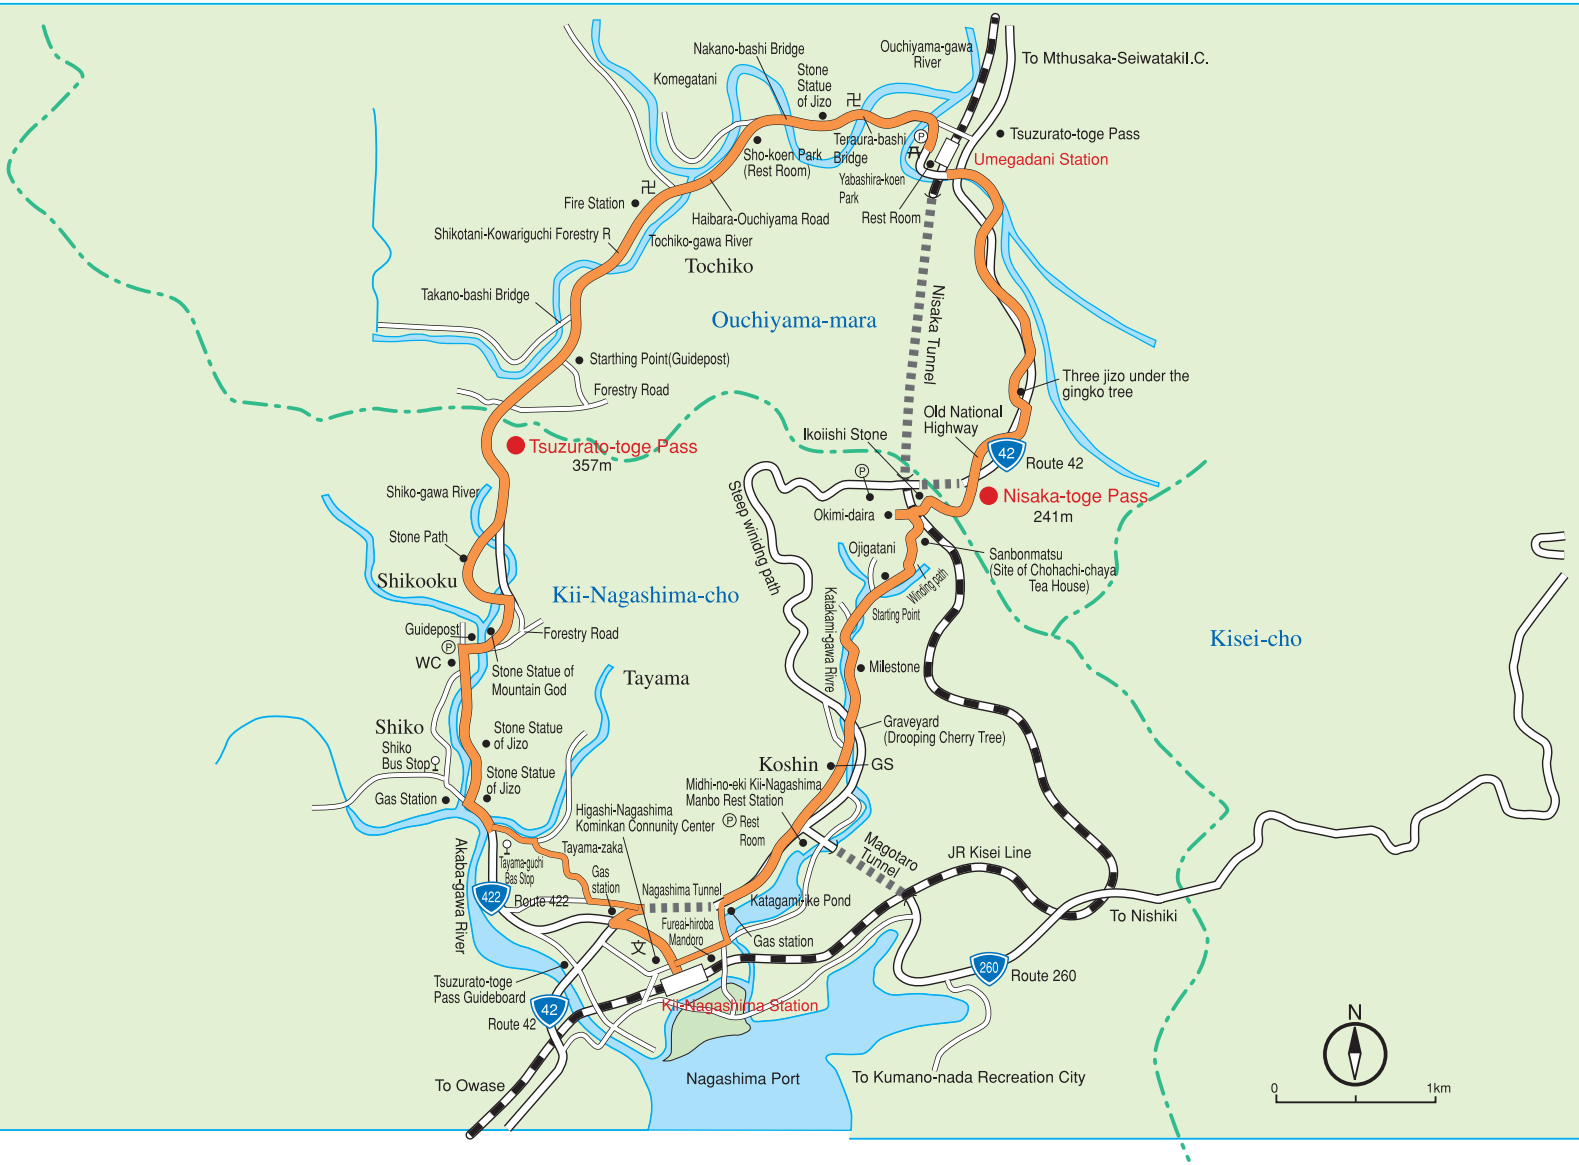 Nakano-bashi Bridge
Ouchiyama-gawa
River
To Mthusaka-SeiwatakiI.C.
Komegatani
Stone
Statue
of Jizo
卍
Teraura-bashi
Bridge
P
Tsuzurato-toge Pass
Umegadani Station
Sho-koen Park
(Rest Room)
Yabashira-koen
Park
Rest Room
卍
Fire Station
Haibara-Ouchiyama Road
Shikotani-Kowariguchi Forestry R
Tochiko-gawa River
Tochiko
Takano-bashi Bridge
Ouchiyama-mara
Nisaka Tunnel
Starthing Point(Guidepost)
Forestry Road
Three jizo under the
gingko tree
Old National
Highway
Ikoiishi Stone
42
Route 42
Tsuzurato-toge Pass
357m
P
Nisaka-toge Pass
241m
Shiko-gawa River
Steep winidng path
Okimi-daira
Stone Path
Ojigatani
Sanbonmatsu
(Site of Chohachi-chaya
Tea House)
Shikooku
Winding path
Kii-Nagashima-cho
Katakami-gawa Rivre
Starting Point
Guidepost
Forestry Road
P
WC
Kisei-cho
Stone Statue of
Mountain God
Tayama
Milestone
Shiko
Shiko
Bus Stop
Stone Statue
of Jizo
Graveyard
(Drooping Cherry Tree)
Koshin
GS
Stone Statue
of Jizo
Gas Station
Midhi-no-eki Kii-Nagashima
Manbo Rest Station
Higashi-Nagashima
Kominkan Connunity Center
P
Rest
Room
Akaba-gawa River
Tayama-zaka
Tayama-guchi
Bas Stop
Magotaro
Tunnel
JR Kisei Line
Gas
station
Nagashima Tunnel
422
Route 422
Katagami-ike Pond
To Nishiki
Fureai-hiroba
Mandoro
文
Gas station
260
Route 260
Tsuzurato-toge
Pass Guideboard
Kii-Nagashima Station
42
Route 42
N
To Owase
Nagashima Port
To Kumano-nada Recreation City
0
1km